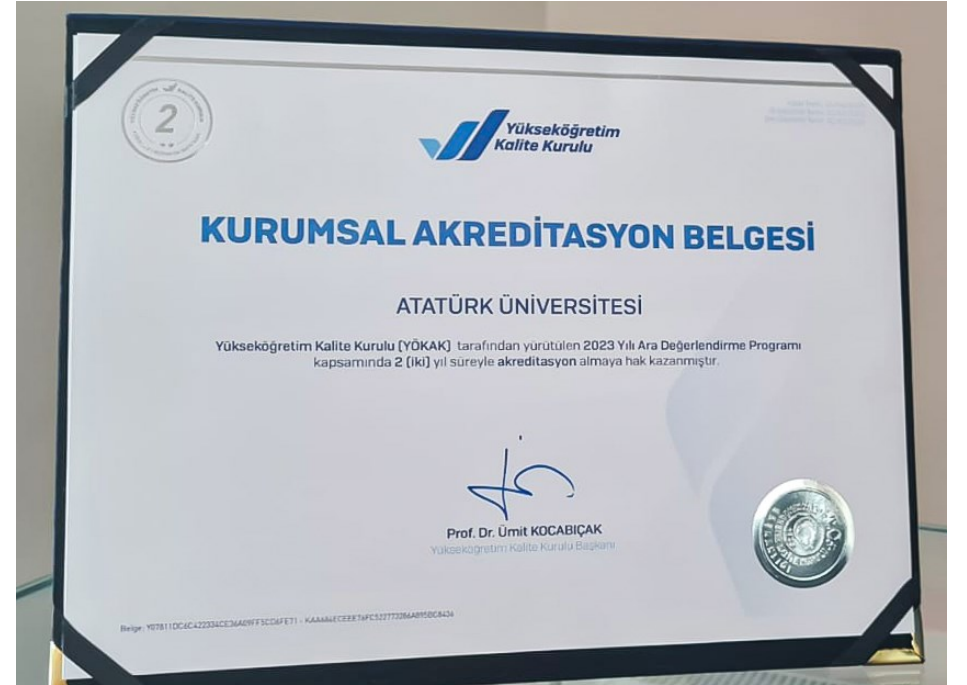 2
Yükseköğretim
Kalite Kurulu
KURUMSAL AKREDİTASYON BELGESİ
ATATÜRK ÜNİVERSİTESİ
Yükseköğretim Kalite Kurulu (YÖKAK) tarafından yürütülen 2023 Yılı Ara Değerlendirme Programı
kapsamında 2 (iki) yıl süreyle akreditasyon almaya hak kazanmıştır.
Prof. Dr. Ümit KOCABIÇAK
Yükseköğretim Kalite Kurulu Başkanı
Belge: